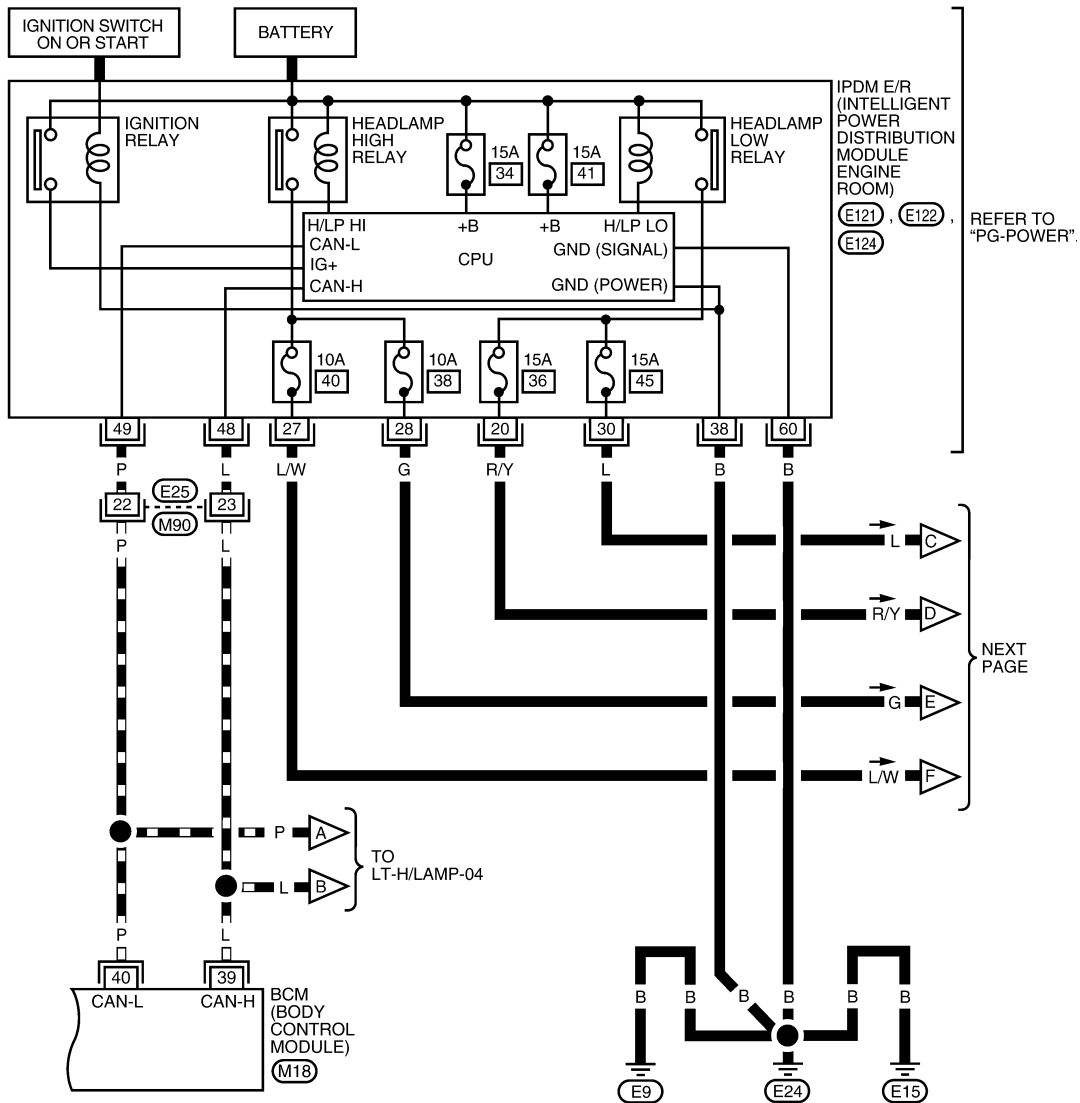 IGNITION SWITCH
ON OR START
BATTERY
IPDM E/R
(INTELLIGENT
POWER
DISTRIBUTION
MODULE
ENGINE
ROOM)
E121 , E122 ,
E124
REFER TO
“PG-POWER”.
IGNITION
RELAY
HEADLAMP
HIGH
RELAY
15A
34
15A
41
HEADLAMP
LOW
RELAY
H/LP HI
+B
+B
H/LP LO
CAN-L
IG+
CAN-H
CPU
GND (SIGNAL)
GND (POWER)
10A
40
10A
38
15A
36
15A
45
49
48
27
28
20
30
38
60
P
L
L/W
G
R/Y
L
B
B
22
E25
M90
23
P
L
L
C
R/Y
D
G
E
L/W
F
NEXT
PAGE
P
A
L
B
TO
LT-H/LAMP-04
P
L
40
39
CAN-L
CAN-H
BCM
(BODY
CONTROL
MODULE)
M18
B
B
B
B
B
B
E9
E24
E15